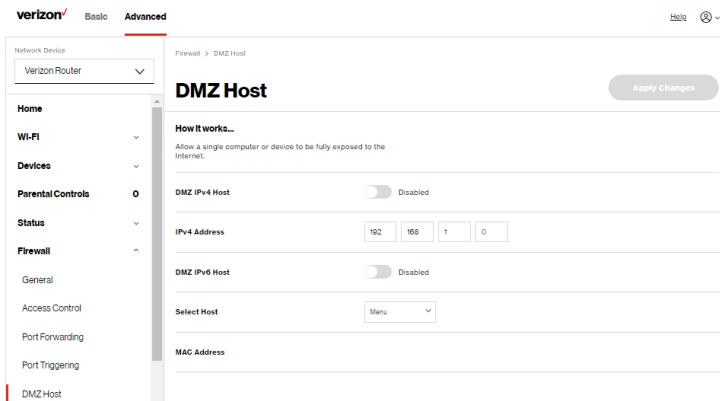 verizon Basic Advanced Help
Network Device
Verizon Router
Home
Wi-Fi
Devices
Parental Controls 0
Status
Firewall
General
Access Control
Port Forwarding
Port Triggering
DMZ Host
Firewall > DMZ Host
DMZ Host
Apply Changes
How it works...
Allow a single computer or device to be fully exposed to the
Internet.
DMZ IPv4 Host Disabled
IPv4 Address 192 168 1 0
DMZ IPv6 Host Disabled
Select Host Menu
MAC Address